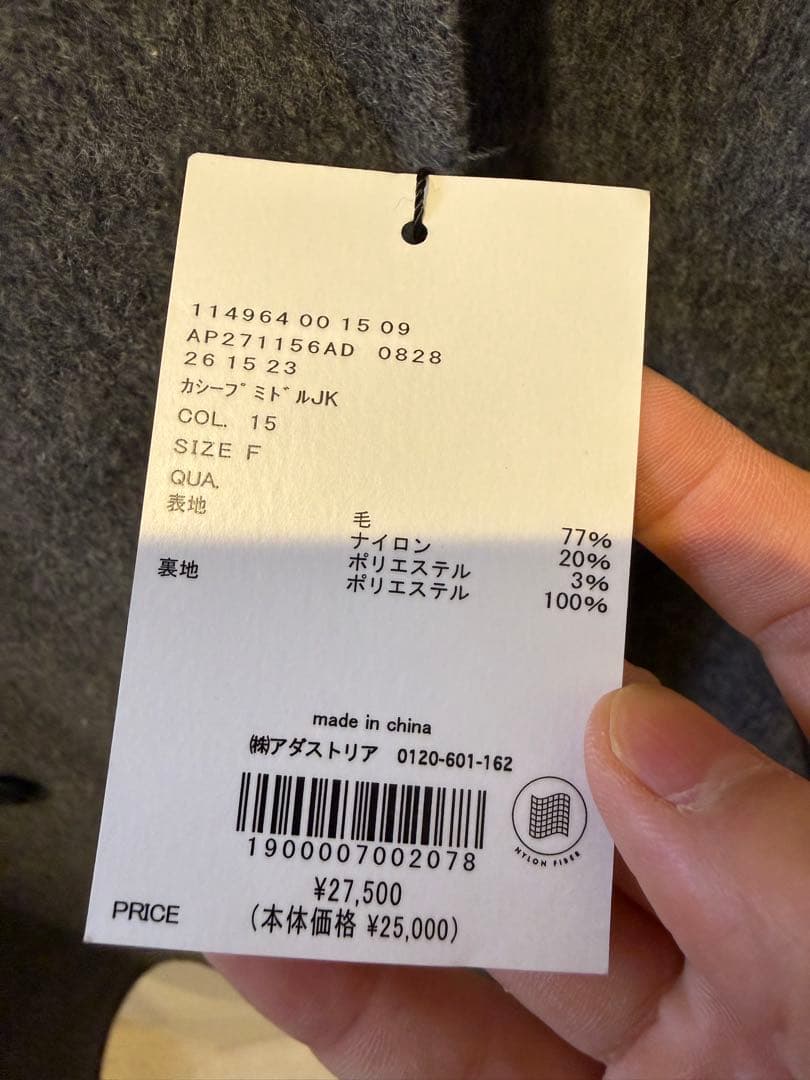 114964 00 15 09
AP271156AD 0828
26 15 23
カシープミドルJK
COL. 15
SIZE F
QUA.
表地
毛 77%
ナイロン 20%
ポリエステル 3%
裏地 ポリエステル 100%
made in china
㈱アダストリア 0120-601-162
1900007002078
NYLON FIBER
¥27,500
PRICE (本体価格 ¥25,000)